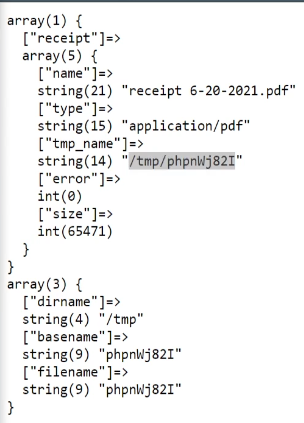 array(1) {
["receipt"]=>
array(5) {
["name"]=>
string(21) "receipt 6-20-2021.pdf"
["type"]=>
string(15) "application/pdf"
["tmp_name"]=>
string(14) "/tmp/phpnWj82I"
["error"]=>
int(0)
["size"]=>
int(65471)
}
}
array(3) {
["dirname"]=>
string(4) "/tmp"
["basename"]=>
string(9) "phpnWj82I"
["filename"]=>
string(9) "phpnWj82I"
}